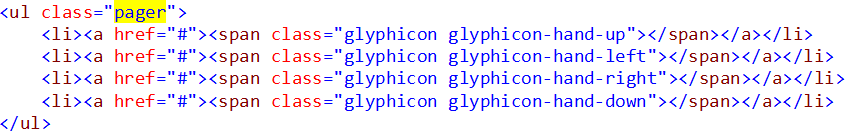 <ul class="pager">
    <li><a href="#"><span class="glyphicon glyphicon-hand-up"></span></a></li>
    <li><a href="#"><span class="glyphicon glyphicon-hand-left"></span></a></li>
    <li><a href="#"><span class="glyphicon glyphicon-hand-right"></span></a></li>
    <li><a href="#"><span class="glyphicon glyphicon-hand-down"></span></a></li>
</ul>